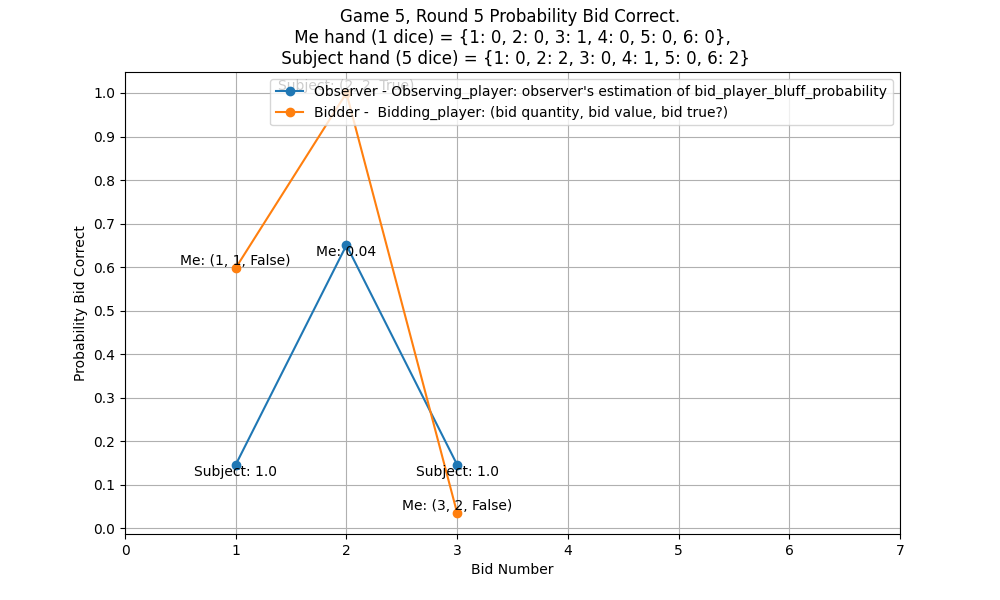 Game 5, Round 5 Probability Bid Correct.
Me hand (1 dice) = {1: 0, 2: 0, 3: 1, 4: 0, 5: 0, 6: 0},
Subject hand (5 dice) = {1: 0, 2: 2, 3: 0, 4: 1, 5: 0, 6: 2}
Subject: (2, 2, True)
Observer - Observing_player: observer's estimation of bid_player_bluff_probability
Bidder -  Bidding_player: (bid quantity, bid value, bid true?)
1.0
0.9
0.8
0.7
0.6
0.5
0.4
0.3
0.2
0.1
0.0
Probability Bid Correct
Me: (1, 1, False)
Me: 0.04
Subject: 1.0
Subject: 1.0
Me: (3, 2, False)
0 1 2 3 4 5 6 7
Bid Number